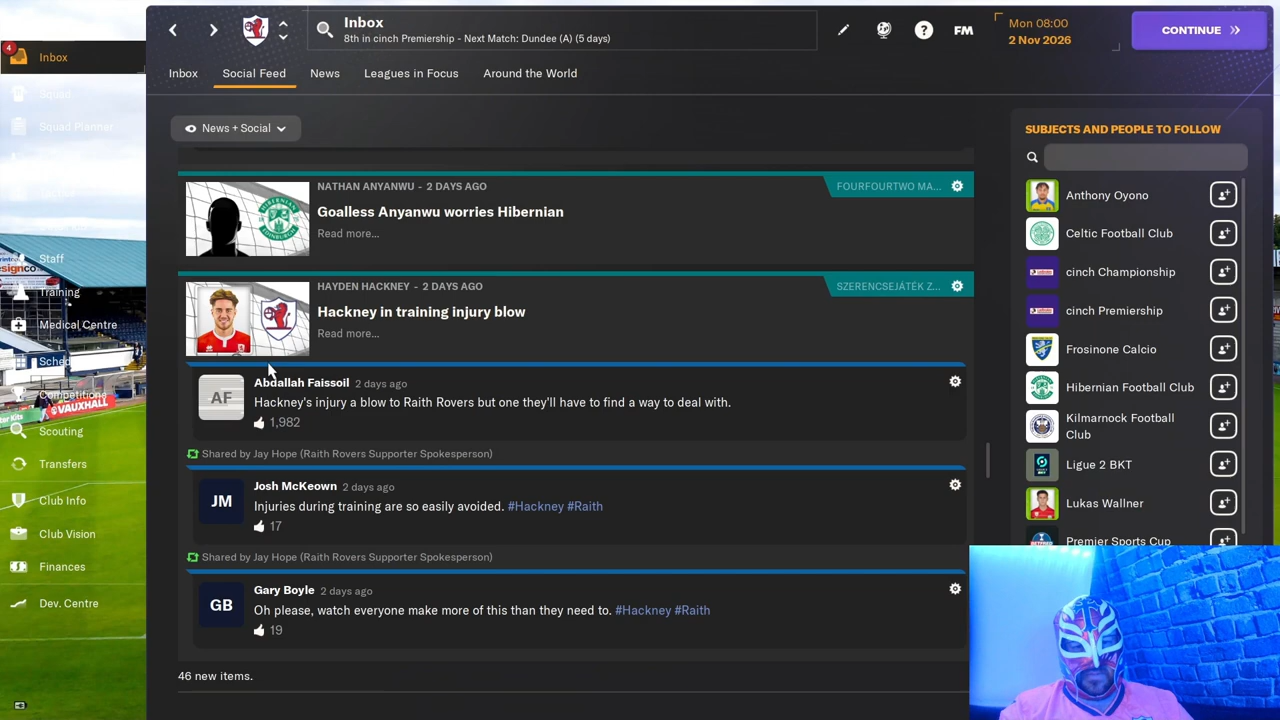 Inbox
8th in cinch Premiership - Next Match: Dundee (A) (5 days)
FM
Mon 08:00
2 Nov 2026
CONTINUE
4
Inbox
Squad
Squad Planner
Staff
Training
Medical Centre
Sched
Competitions
Scouting
Transfers
Club Info
Club Vision
Finances
Dev. Centre
VAUXHALL
Inbox
Social Feed
News
Leagues in Focus
Around the World
News + Social
NATHAN ANYANWU - 2 DAYS AGO
FOURFOURTWO MA...
Goalless Anyanwu worries Hibernian
Read more...
HAYDEN HACKNEY - 2 DAYS AGO
SZERENCSEJÁTÉK Z...
Hackney in training injury blow
Read more...
AF
Abdallah Faissoil 2 days ago
Hackney's injury a blow to Raith Rovers but one they'll have to find a way to deal with.
1,982
Shared by Jay Hope (Raith Rovers Supporter Spokesperson)
JM
Josh McKeown 2 days ago
Injuries during training are so easily avoided. #Hackney #Raith
17
Shared by Jay Hope (Raith Rovers Supporter Spokesperson)
GB
Gary Boyle 2 days ago
Oh please, watch everyone make more of this than they need to. #Hackney #Raith
19
46 new items.
SUBJECTS AND PEOPLE TO FOLLOW
Anthony Oyono
Celtic Football Club
cinch Championship
cinch Premiership
Frosinone Calcio
Hibernian Football Club
Kilmarnock Football
Club
Ligue 2 BKT
Lukas Wallner
Premier Sports Cup